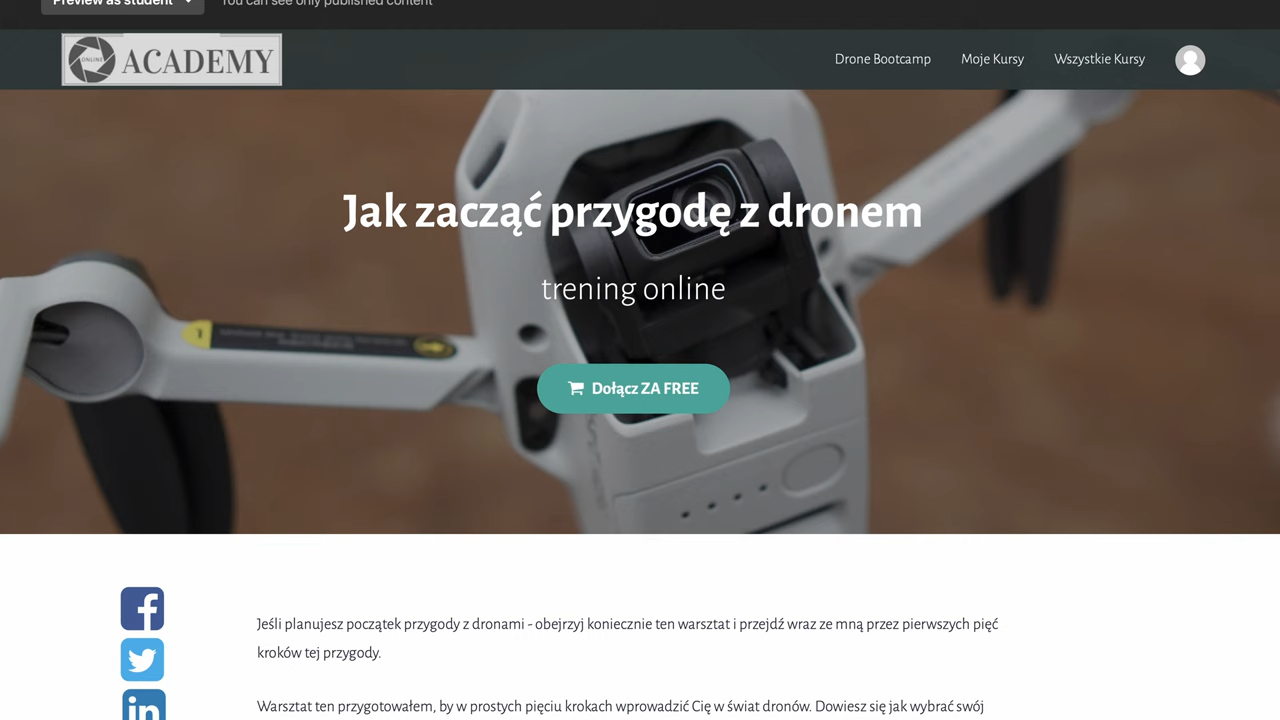 Preview as student
You can see only published content
ONLINE
ACADEMY
Drone Bootcamp
Moje Kursy
Wszystkie Kursy
Jak zacząć przygodę z dronem
trening online
Dołącz ZA FREE
Jeśli planujesz początek przygody z dronami - obejrzyj koniecznie ten warsztat i przejdź wraz ze mną przez pierwszych pięć
kroków tej przygody.
Warsztat ten przygotowałem, by w prostych pięciu krokach wprowadzić Cię w świat dronów. Dowiesz się jak wybrać swój